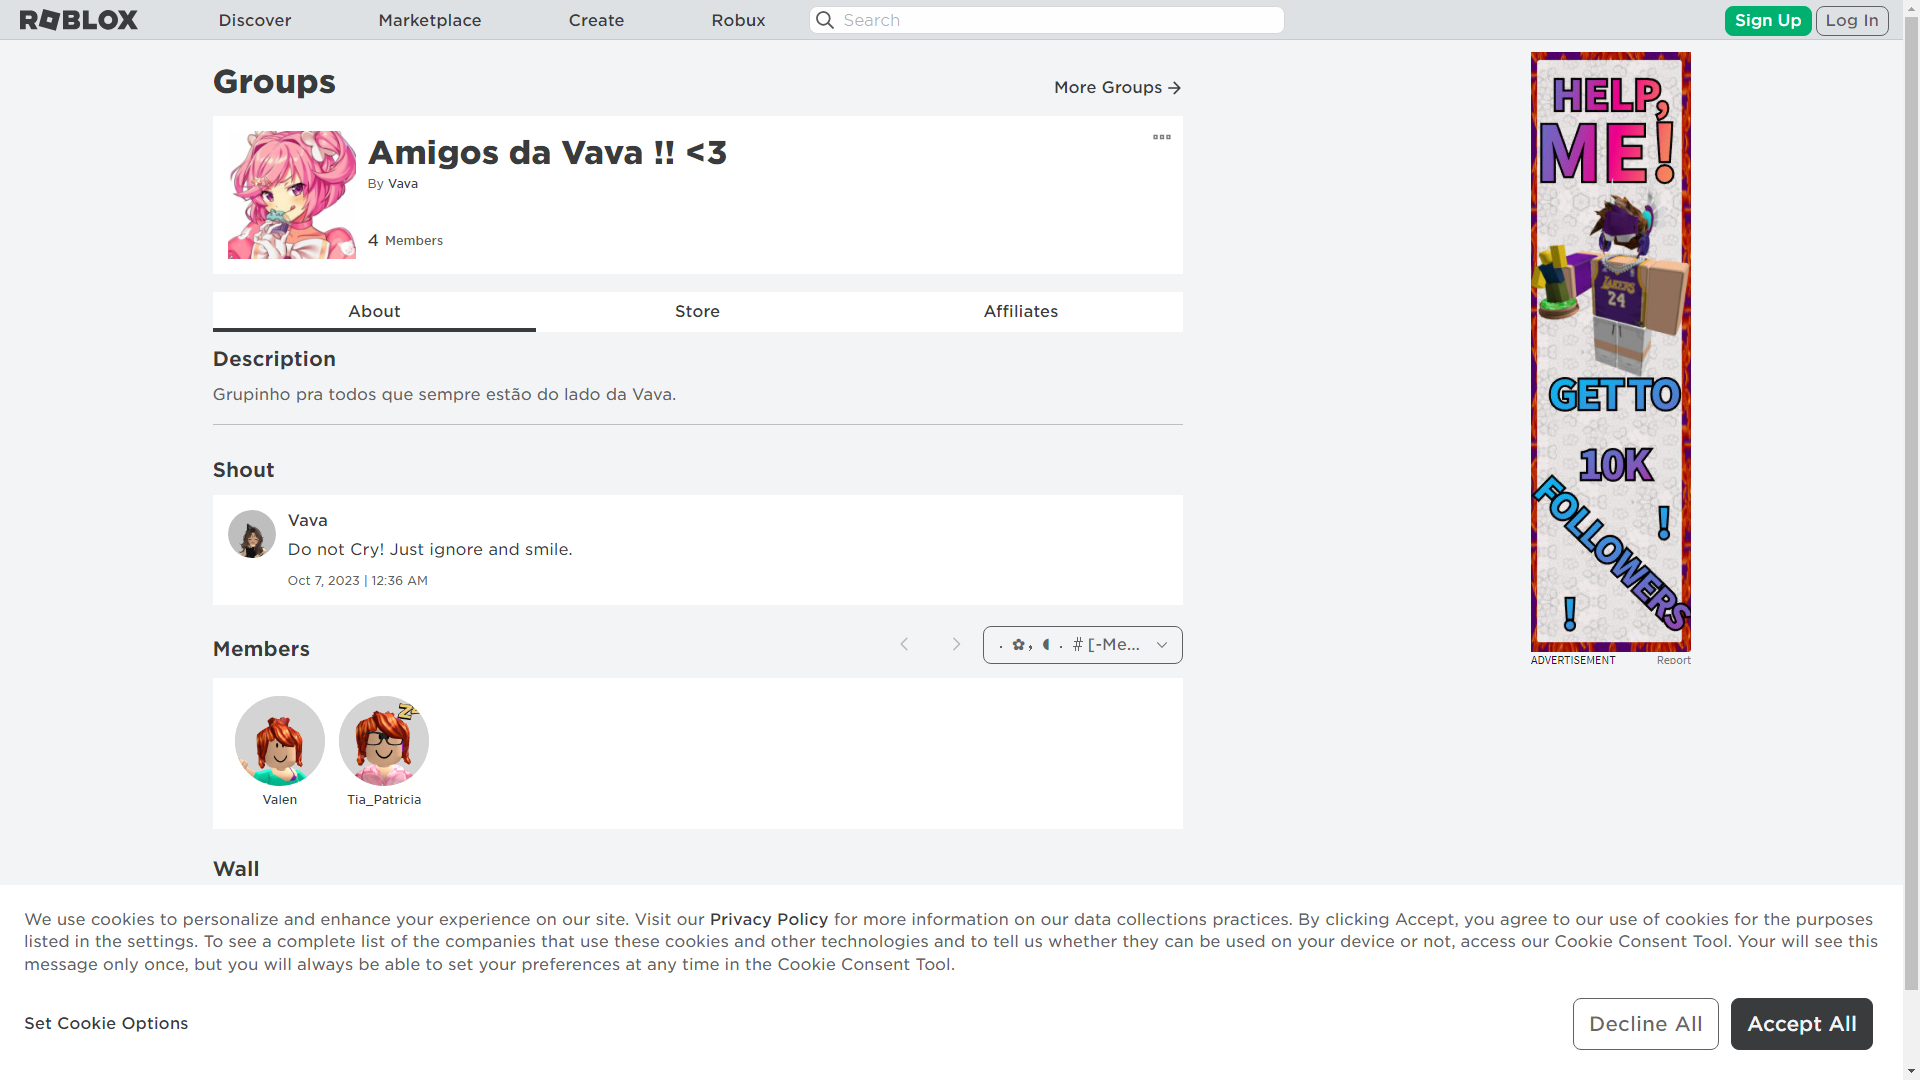 ROBLOX
Discover
Marketplace
Create
Robux
Search
Sign Up
Log In
Groups
More Groups
Amigos da Vava !! <3
By Vava
4 Members
About
Store
Affiliates
Description
Grupinho pra todos que sempre estão do lado da Vava.
Shout
Vava
Do not Cry! Just ignore and smile.
Oct 7, 2023 | 12:36 AM
Members
. ✿, ◖ . # [-Me...
Valen
Tia_Patricia
Wall
HELP,
ME!
LAKERS
24
GET TO
10K
FOLLOWERS
!
!
ADVERTISEMENT
Report
We use cookies to personalize and enhance your experience on our site. Visit our Privacy Policy for more information on our data collections practices. By clicking Accept, you agree to our use of cookies for the purposes
listed in the settings. To see a complete list of the companies that use these cookies and other technologies and to tell us whether they can be used on your device or not, access our Cookie Consent Tool. Your will see this
message only once, but you will always be able to set your preferences at any time in the Cookie Consent Tool.
Set Cookie Options
Decline All
Accept All